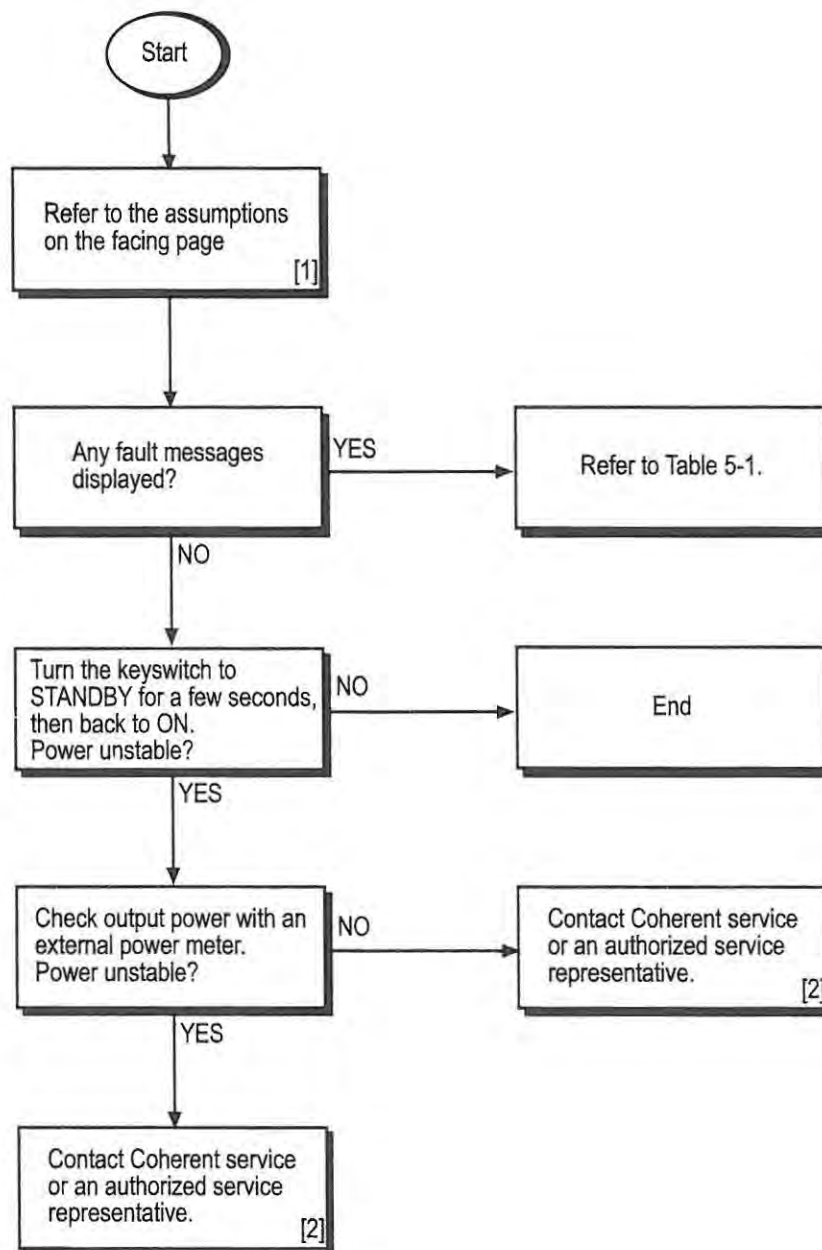 Start
Refer to the assumptions
on the facing page
[1]
Any fault messages
displayed?
YES
Refer to Table 5-1.
NO
Turn the keyswitch to
STANDBY for a few seconds,
then back to ON.
Power unstable?
NO
End
YES
Check output power with an
external power meter.
Power unstable?
NO
Contact Coherent service
or an authorized service
representative.
[2]
YES
Contact Coherent service
or an authorized service
representative.
[2]